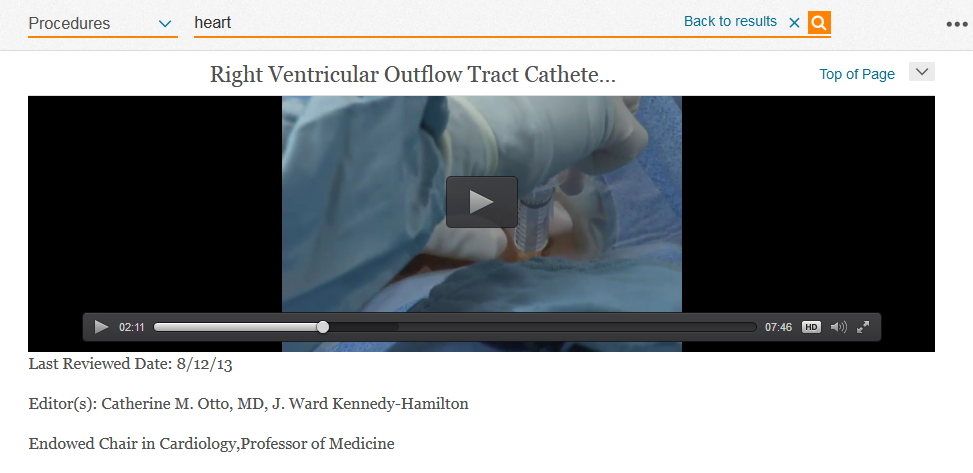 Procedures heart Back to results
Right Ventricular Outflow Tract Cathete... Top of Page
02:11 07:46 HD
Last Reviewed Date: 8/12/13
Editor(s): Catherine M. Otto, MD, J. Ward Kennedy-Hamilton
Endowed Chair in Cardiology,Professor of Medicine